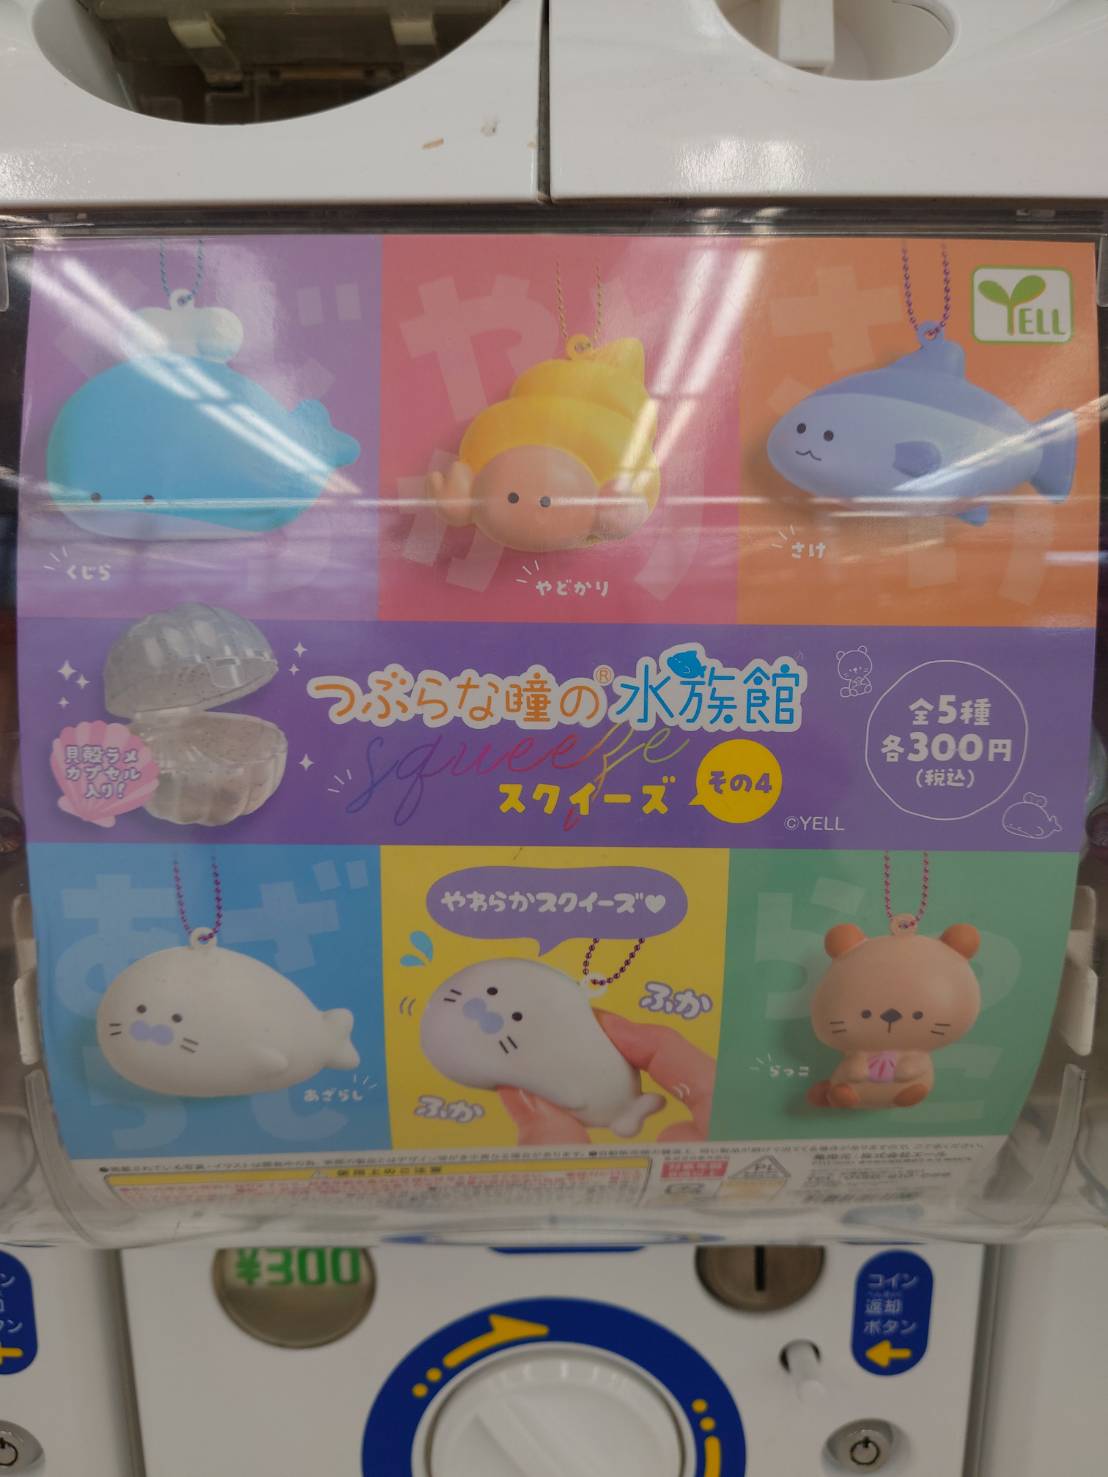 YELL
くじら
やどかり
さけ
つぶらな瞳の®水族館
squeeze
スクイーズ
その4
©YELL
貝殻ラメ
カプセル
入り!
全5種
各300円
(税込)
あざらし
やわらかスクイーズ♥
ふか
ふか
らっこ
¥300
コイン
返却
ボタン